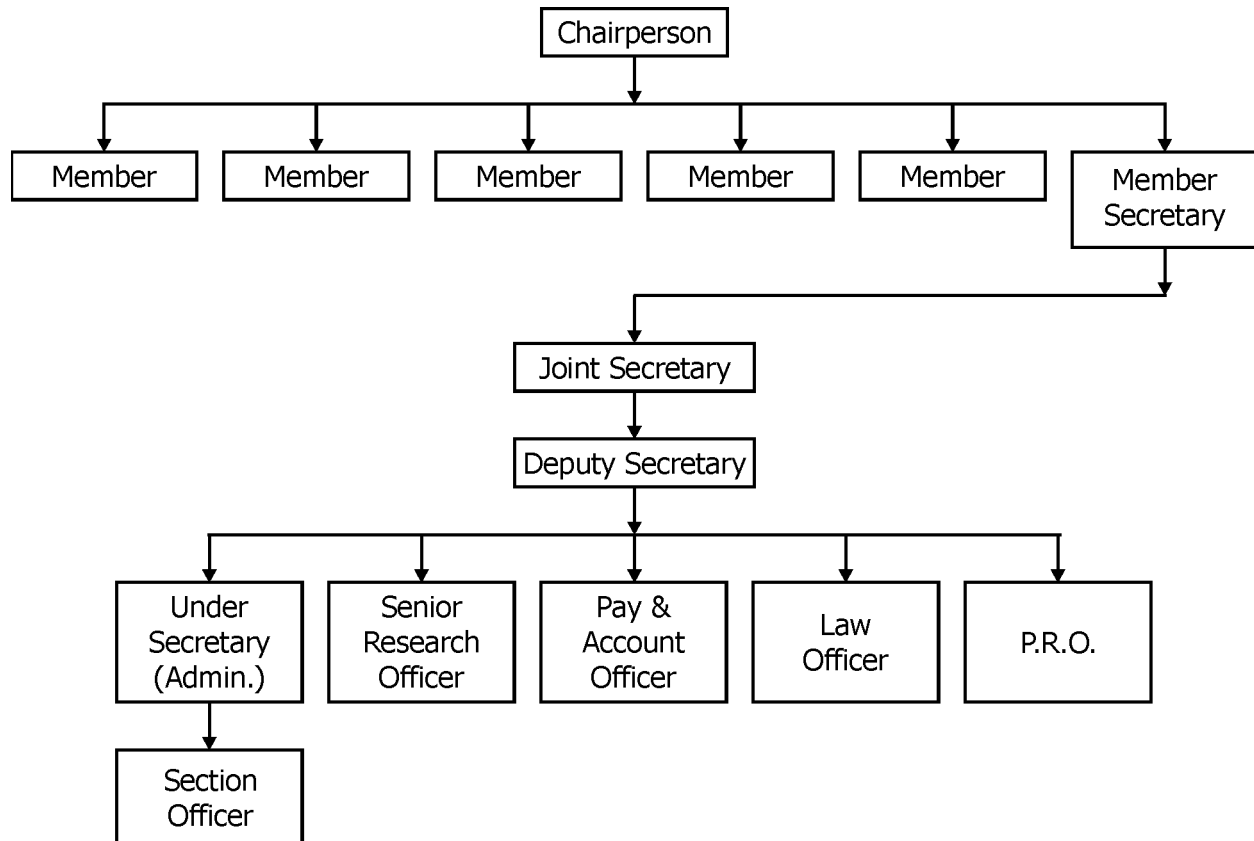 Chairperson
Member
Member
Member
Member
Member
Member
Secretary
Joint Secretary
Deputy Secretary
Under
Secretary
(Admin.)
Senior
Research
Officer
Pay &
Account
Officer
Law
Officer
P.R.O.
Section
Officer